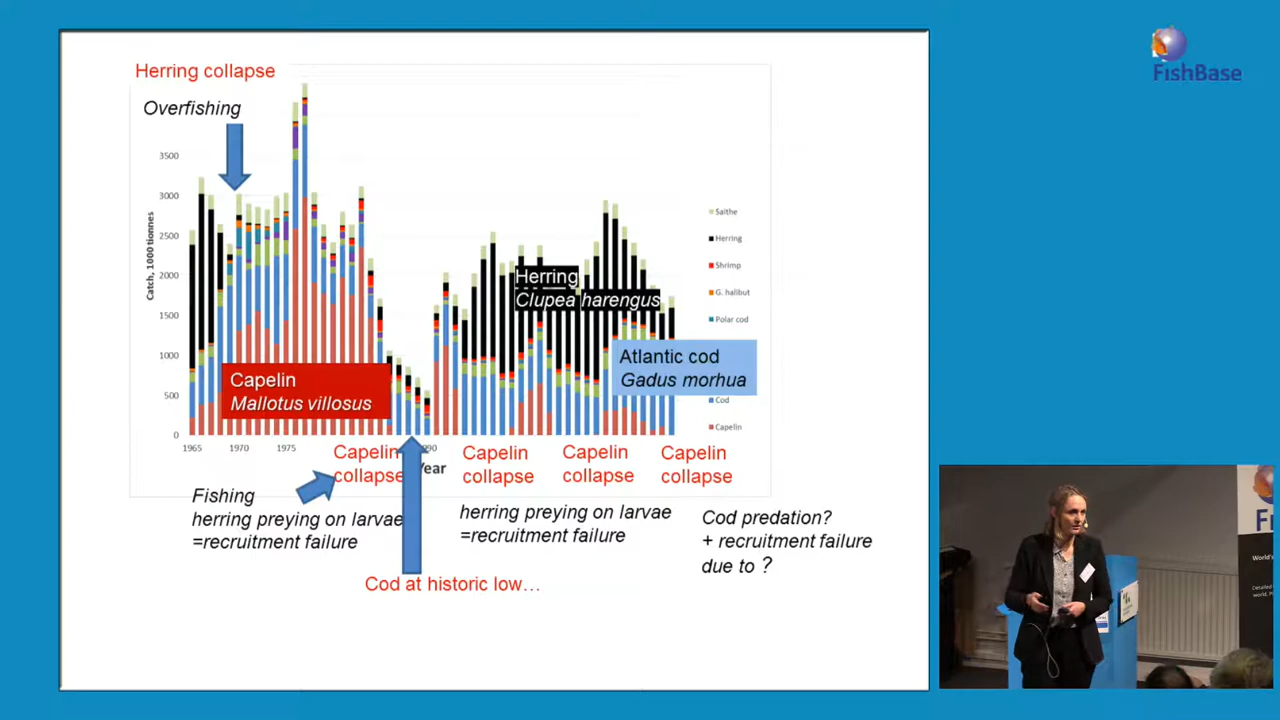 FishBase
Herring collapse
Overfishing
3500
3000
2500
2000
1500
1000
500
0
Catch, 1000 tionnes
Saithe
Herring
Shrimp
G. halibut
Polar cod
Cod
Capelin
Herring
Clupea harengus
Atlantic cod
Gadus morhua
Capelin
Mallotus villosus
1965
1970
1975
Capelin
collapse
Capelin
collapse
Capelin
collapse
Capelin
collapse
Fishing
herring preying on larvae
=recruitment failure
herring preying on larvae
=recruitment failure
Cod predation?
+ recruitment failure
due to ?
Cod at historic low…
World's